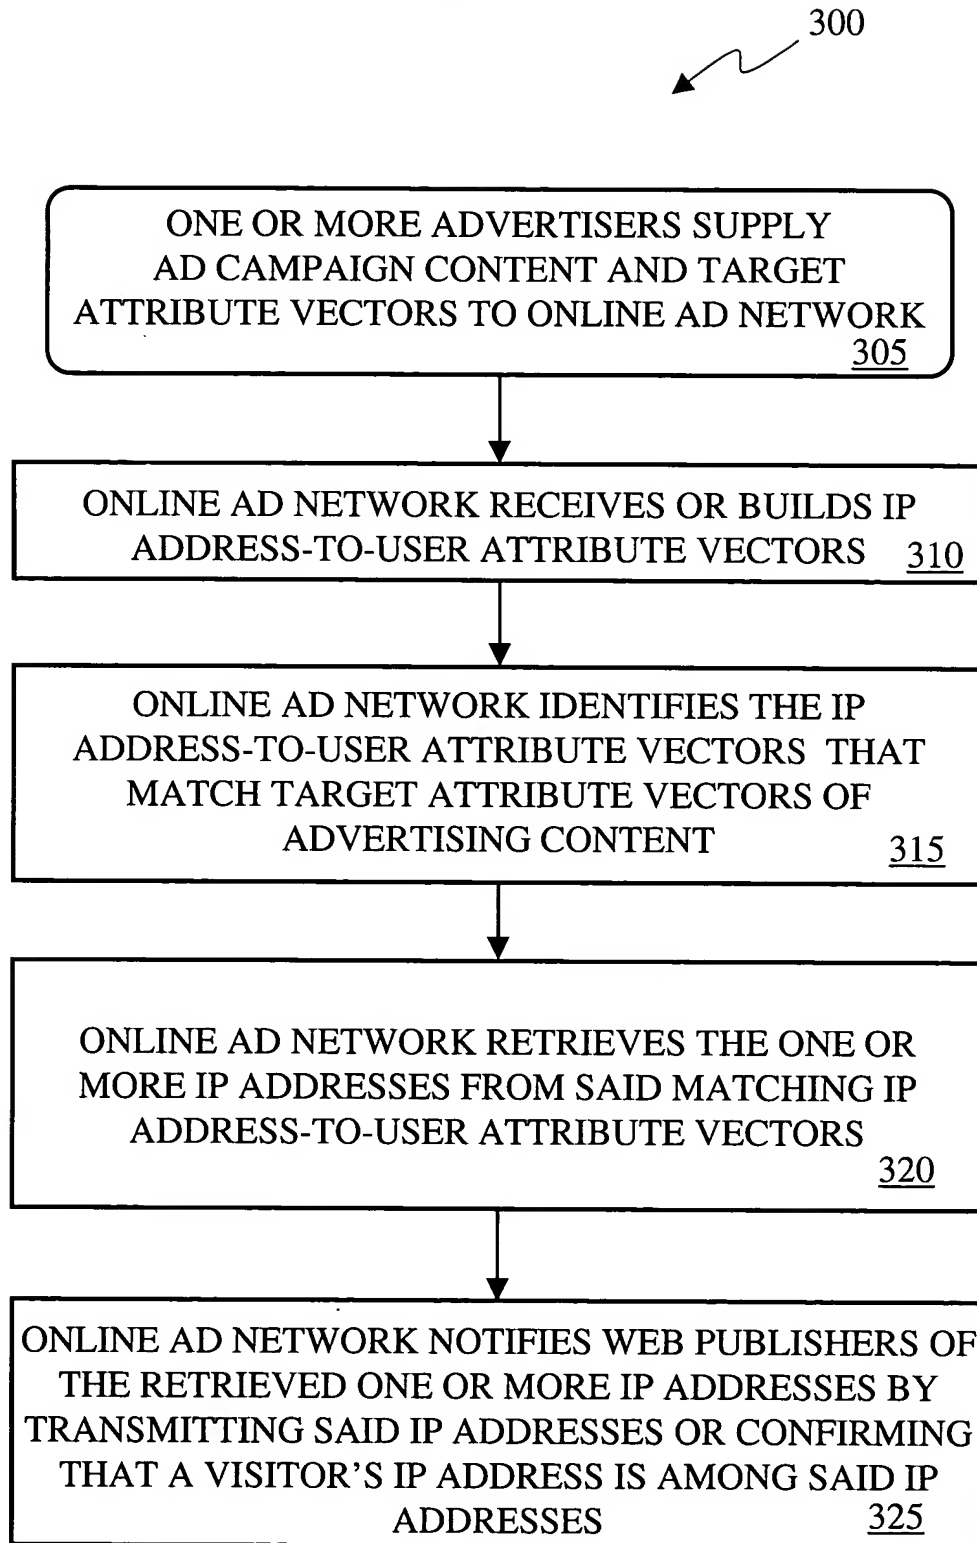 300
ONE OR MORE ADVERTISERS SUPPLY
AD CAMPAIGN CONTENT AND TARGET
ATTRIBUTE VECTORS TO ONLINE AD NETWORK
305
ONLINE AD NETWORK RECEIVES OR BUILDS IP
ADDRESS-TO-USER ATTRIBUTE VECTORS 310
ONLINE AD NETWORK IDENTIFIES THE IP
ADDRESS-TO-USER ATTRIBUTE VECTORS THAT
MATCH TARGET ATTRIBUTE VECTORS OF
ADVERTISING CONTENT 315
ONLINE AD NETWORK RETRIEVES THE ONE OR
MORE IP ADDRESSES FROM SAID MATCHING IP
ADDRESS-TO-USER ATTRIBUTE VECTORS
320
ONLINE AD NETWORK NOTIFIES WEB PUBLISHERS OF
THE RETRIEVED ONE OR MORE IP ADDRESSES BY
TRANSMITTING SAID IP ADDRESSES OR CONFIRMING
THAT A VISITOR'S IP ADDRESS IS AMONG SAID IP
ADDRESSES 325